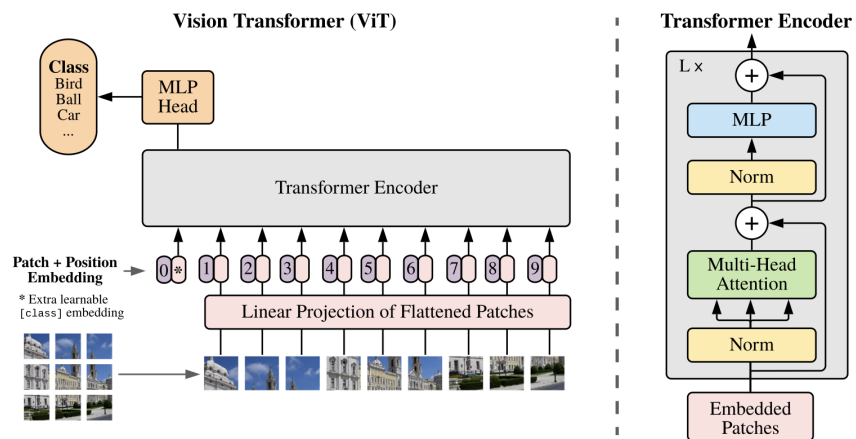 Vision Transformer (ViT)
Class
Bird
Ball
Car
...
MLP
Head
Transformer Encoder
Patch + Position
Embedding
0 * 1 2 3 4 5 6 7 8 9
* Extra learnable
[class] embedding
Linear Projection of Flattened Patches
Transformer Encoder
L x
+
MLP
Norm
+
Multi-Head
Attention
Norm
Embedded
Patches